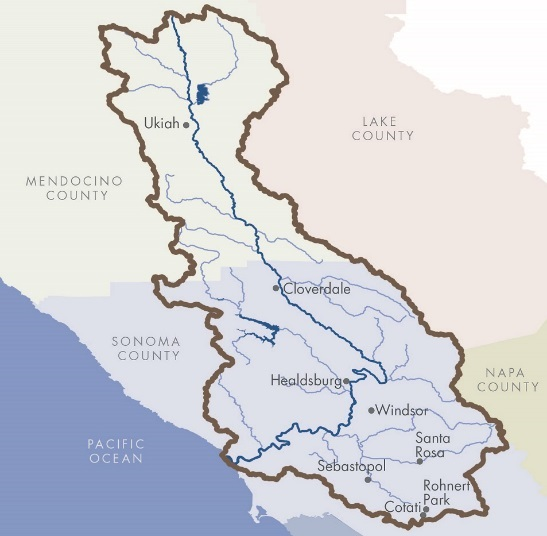 Ukiah
LAKE
COUNTY
MENDOCINO
COUNTY
Cloverdale
SONOMA
COUNTY
NAPA
COUNTY
Healdsburg
Windsor
PACIFIC
OCEAN
Santa
Rosa
Sebastopol
Rohnert
Park
Cotati